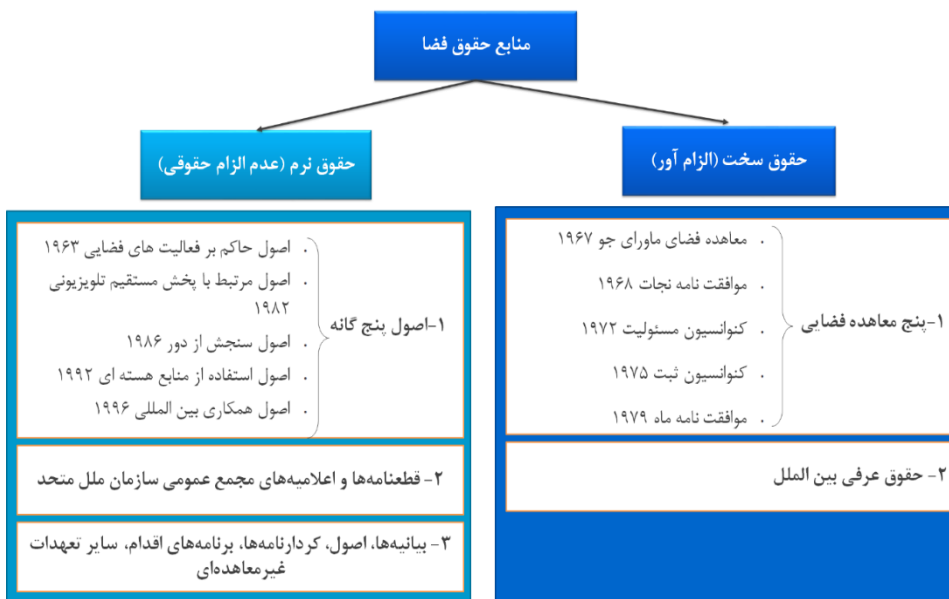 منابع حقوق فضا
حقوق سخت (الزام آور)
۱-پنج معاهده فضایی
. معاهده فضای ماورای جو ۱۹۶۷
. موافقت نامه نجات ۱۹۶۸
. کنوانسیون مسئولیت ۱۹۷۲
. کنوانسیون ثبت ۱۹۷۵
. موافقت نامه ماه ۱۹۷۹
۲- حقوق عرفی بین الملل
حقوق نرم (عدم الزام حقوقی)
۱-اصول پنج گانه
. اصول حاکم بر فعالیت های فضایی ۱۹۶۳
. اصول مرتبط با پخش مستقیم تلویزیونی
۱۹۸۲
. اصول سنجش از دور ۱۹۸۶
. اصول استفاده از منابع هسته ای ۱۹۹۲
. اصول همکاری بین المللی ۱۹۹۶
۲- قطعنامه‌ها و اعلامیه‌های مجمع عمومی سازمان ملل متحد
۳- بیانیه‌ها، اصول، کردارنامه‌ها، برنامه‌های اقدام، سایر تعهدات
غیرمعاهده‌ای